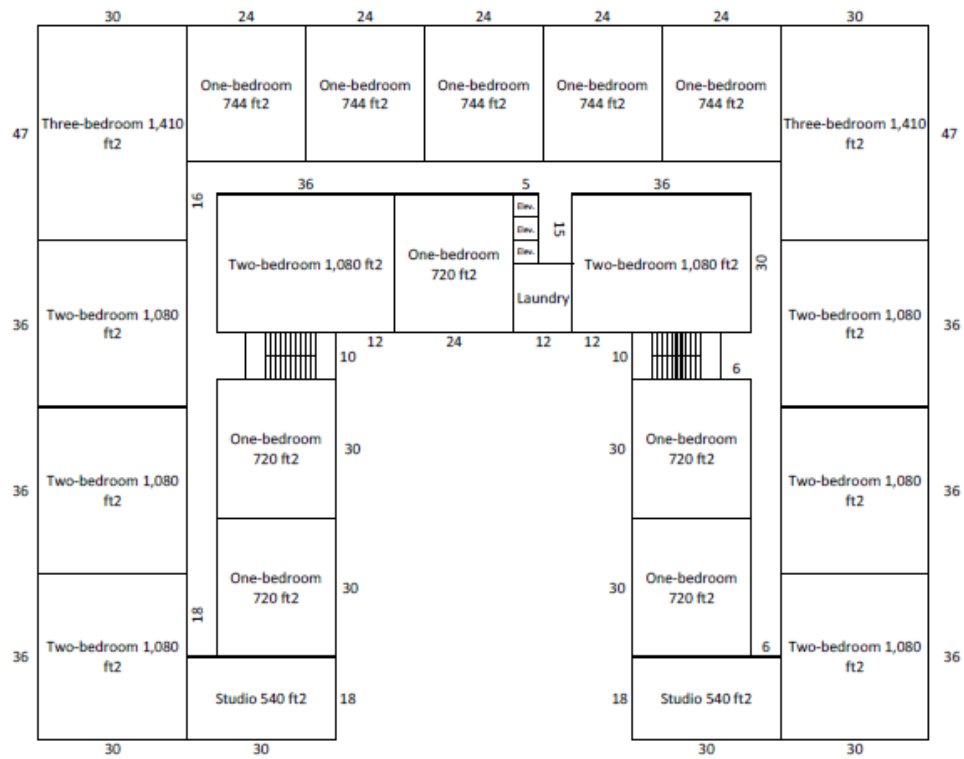 30 24 24 24 24 24 30
One-bedroom One-bedroom One-bedroom One-bedroom One-bedroom
744 ft2 744 ft2 744 ft2 744 ft2 744 ft2
Three-bedroom 1,410 Three-bedroom 1,410
ft2 ft2
47 47
36 5 36
16
Elev.
Elev.
Elev.
15
Two-bedroom 1,080 ft2
One-bedroom
720 ft2
Two-bedroom 1,080 ft2
30
Laundry
Two-bedroom 1,080 Two-bedroom 1,080
ft2 ft2
36 36
12 24 12 12
10 10 6
One-bedroom One-bedroom
720 ft2 720 ft2
30 30
Two-bedroom 1,080 Two-bedroom 1,080
ft2 ft2
36 36
One-bedroom One-bedroom
720 ft2 720 ft2
30 30
18 6
Two-bedroom 1,080 Two-bedroom 1,080
ft2 ft2
36 36
Studio 540 ft2 18 18 Studio 540 ft2
30 30 30 30